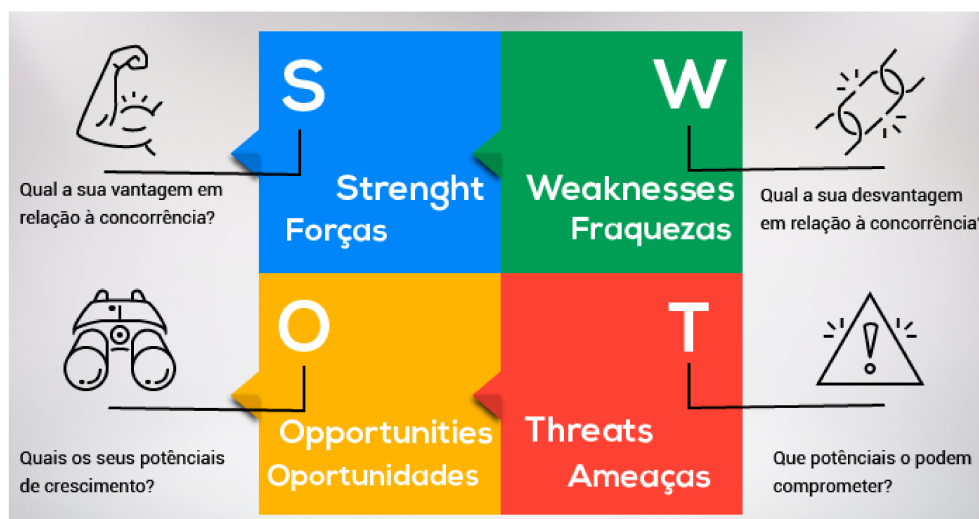 S
Strenght
Forças
Qual a sua vantagem em
relação à concorrência?
W
Weaknesses
Fraquezas
Qual a sua desvantagem
em relação à concorrência?
O
Opportunities
Oportunidades
Quais os seus potênciais
de crescimento?
T
Threats
Ameaças
Que potênciais o podem
comprometer?